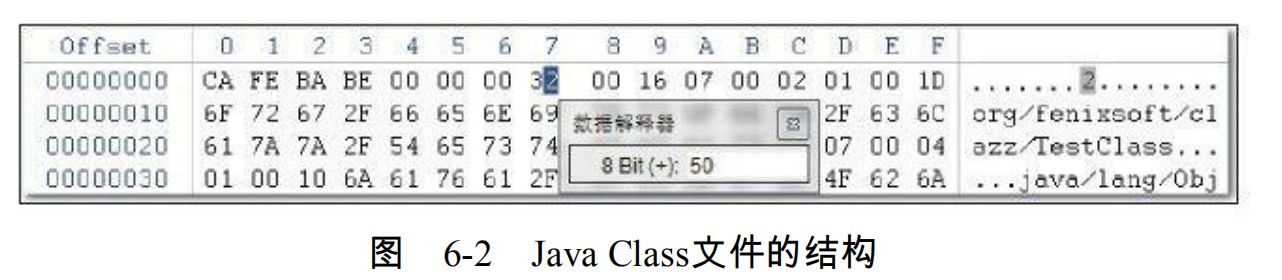 Offset 0 1 2 3 4 5 6 7 8 9 A B C D E F
00000000 CA FE BA BE 00 00 00 32 00 16 07 00 02 01 00 1D .......2........
00000010 6F 72 67 2F 66 65 6E 69 2F 63 6C org/fenixsoft/cl
数据解释器
00000020 61 7A 7A 2F 54 65 73 74 07 00 04 azz/TestClass...
8 Bit (+): 50
00000030 01 00 10 6A 61 76 61 2F 4F 62 6A ...java/lang/Obj
图 6-2 Java Class文件的结构